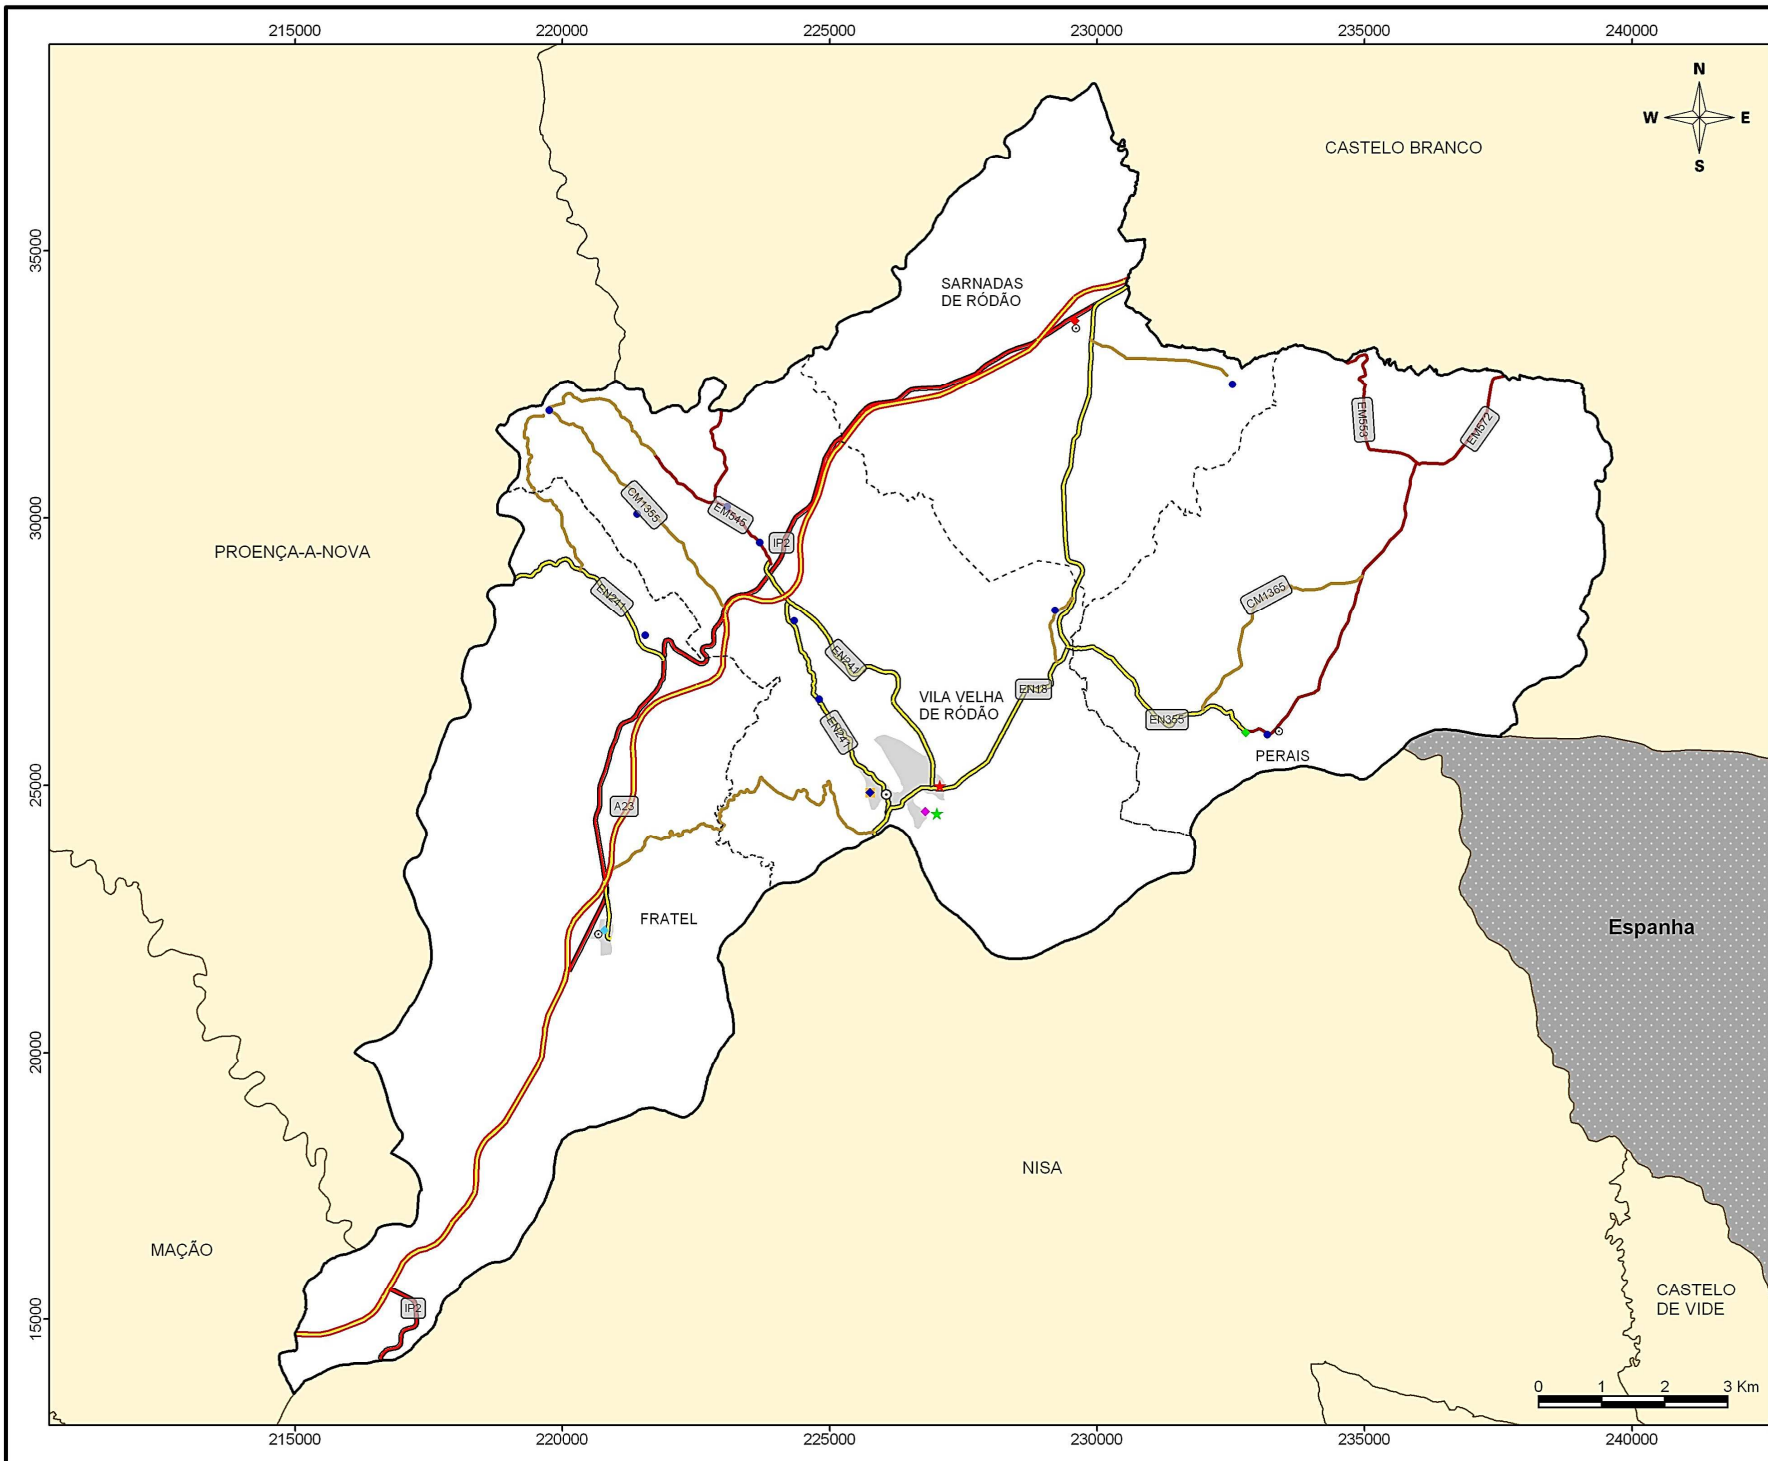 215000 220000 225000 230000 235000 240000
N
W E
S
CASTELO BRANCO
35000
SARNADAS
DE RÓDÃO
EM553
EM572
30000
CM1355
EM545
IP2
PROENÇA-A-NOVA
EN241
CM1365
EN241
VILA VELHA
DE RÓDÃO
EN18
EN355
EN241
PERAIS
25000
A23
FRATEL
Espanha
20000
NISA
MAÇÃO
15000
IP2
CASTELO
DE VIDE
0 1 2 3 Km
215000 220000 225000 230000 235000 240000